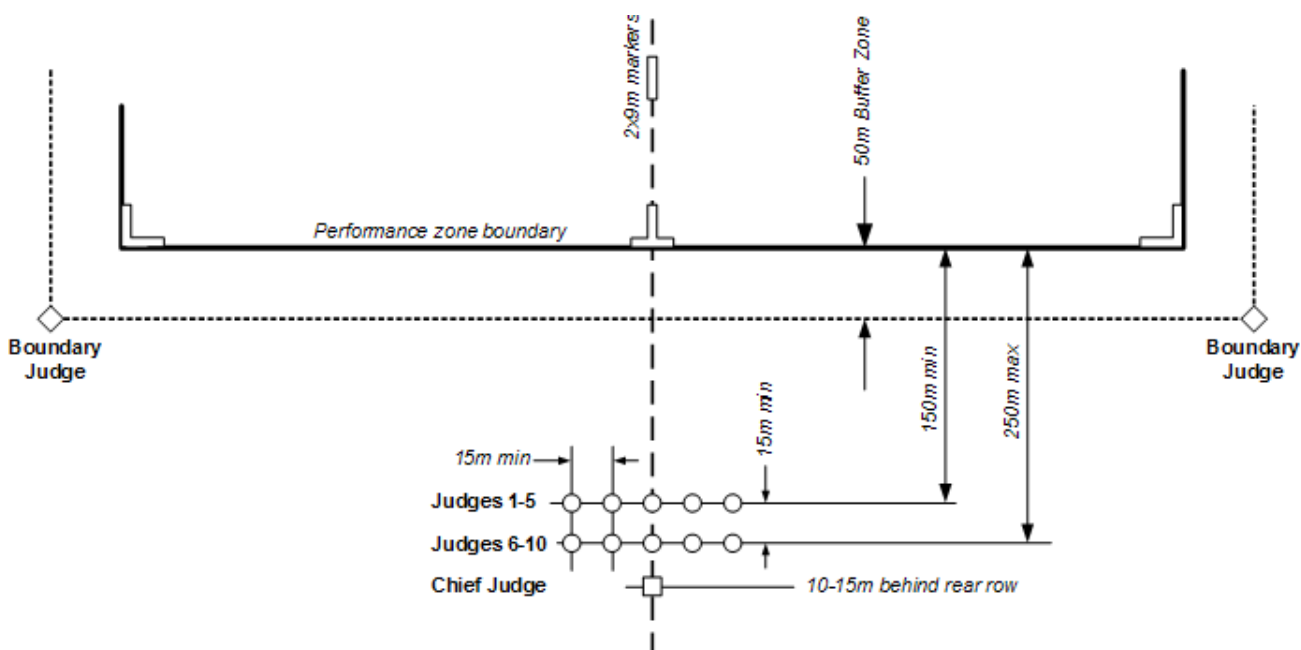 2x9m markers
50m Buffer Zone
Performance zone boundary
Boundary
Judge
Boundary
Judge
150m min
250m max
15m min
15m min
Judges 1-5
Judges 6-10
Chief Judge
10-15m behind rear row